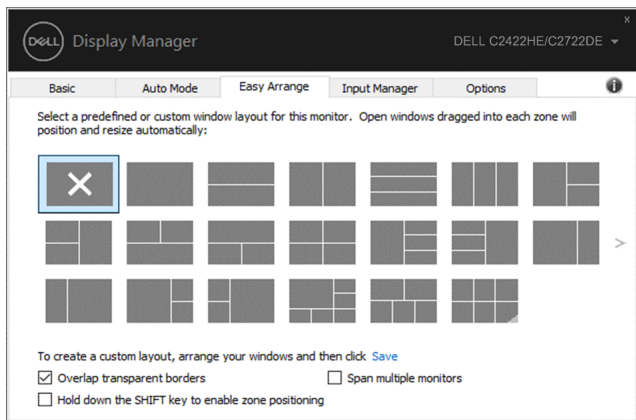 x
DELL Display Manager DELL C2422HE/C2722DE
Basic Auto Mode Easy Arrange Input Manager Options i
Select a predefined or custom window layout for this monitor. Open windows dragged into each zone will
position and resize automatically:
>
To create a custom layout, arrange your windows and then click Save
Overlap transparent borders Span multiple monitors
Hold down the SHIFT key to enable zone positioning